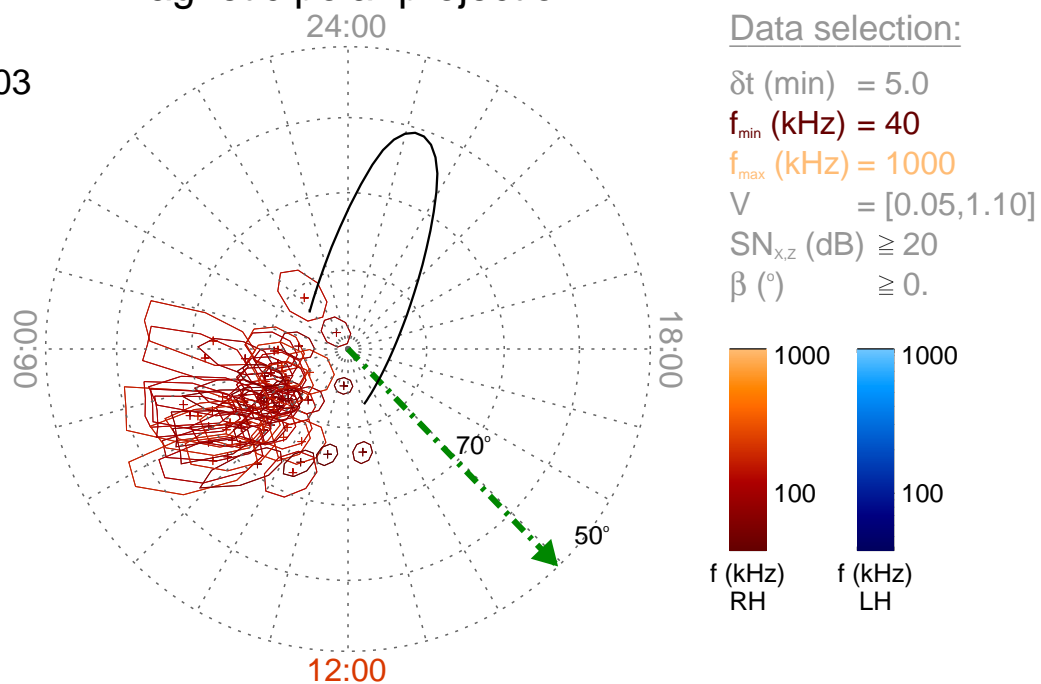 24:00
03
06:00
18:00
12:00
70°
50°
Data selection:
δt (min) = 5.0
fmin (kHz) = 40
fmax (kHz) = 1000
V = [0.05,1.10]
SNx,z (dB) ≧ 20
β (°) ≧ 0.
1000
100
f (kHz)
RH
1000
100
f (kHz)
LH